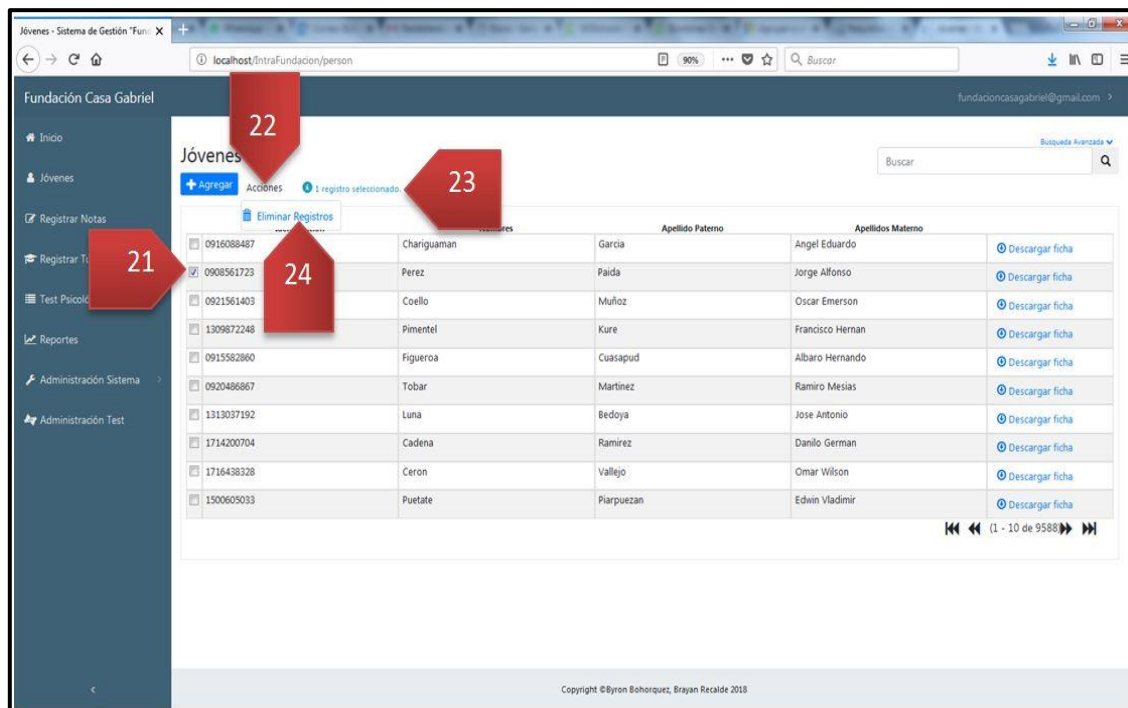 Jóvenes - Sistema de Gestión "Fun
localhost/IntraFundacion/person
90%
Buscar
Fundación Casa Gabriel
fundacioncasagabriel@gmail.com
Inicio
Jóvenes
Registrar Notas
Registrar
Test
Reportes
Administración Sistema
Administración Test
22
Busqueda Avanzada
Jóvenes
Buscar
Agregar
Acciones
1 registro seleccionado.
23
Eliminar Registros
Apellido Paterno
Apellidos Materno
21
24
0916088487 Chariguaman Garcia Angel Eduardo Descargar ficha
0908561723 Perez Paida Jorge Alfonso Descargar ficha
0921561403 Coello Muñoz Oscar Emerson Descargar ficha
1309872248 Pimentel Kure Francisco Hernan Descargar ficha
0915582860 Figueroa Cuasapud Albaro Hernando Descargar ficha
0920486867 Tobar Martinez Ramiro Mesias Descargar ficha
1313037192 Luna Bedoya Jose Antonio Descargar ficha
1714200704 Cadena Ramirez Danilo German Descargar ficha
1716438328 Ceron Vallejo Omar Wilson Descargar ficha
1500605033 Puetate Piarpuezan Edwin Vladimir Descargar ficha
(1 - 10 de 9588)
Copyright ©Byron Bohorquez, Brayan Recalde 2018